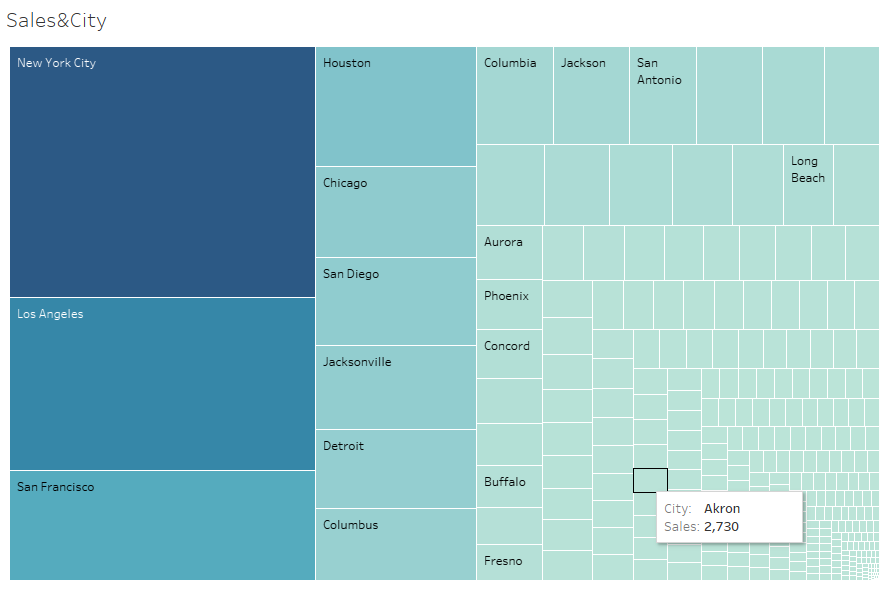 Sales&City
New York City
Houston
Columbia
Jackson
San
Antonio
Chicago
Long
Beach
Aurora
San Diego
Phoenix
Los Angeles
Concord
Jacksonville
Detroit
Buffalo
San Francisco
City: Akron
Sales: 2,730
Columbus
Fresno